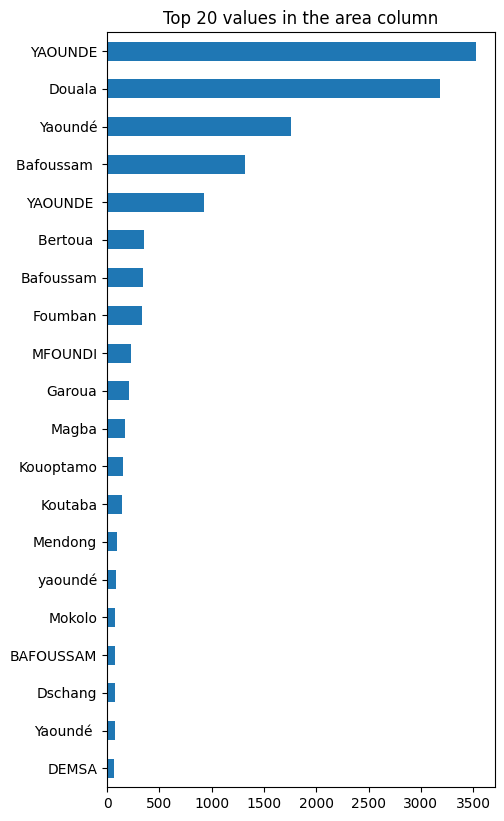 Top 20 values in the area column
YAOUNDE
Douala
Yaoundé
Bafoussam
YAOUNDE
Bertoua
Bafoussam
Foumban
MFOUNDI
Garoua
Magba
Kouoptamo
Koutaba
Mendong
yaoundé
Mokolo
BAFOUSSAM
Dschang
Yaoundé
DEMSA
0 500 1000 1500 2000 2500 3000 3500